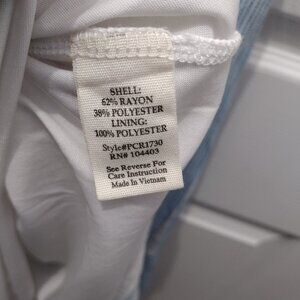 SHELL:
62% RAYON
38% POLYESTER
LINING:
100% POLYESTER
Style#PCR1730
RN# 104403
See Reverse For
Care Instruction
Made In Vietnam